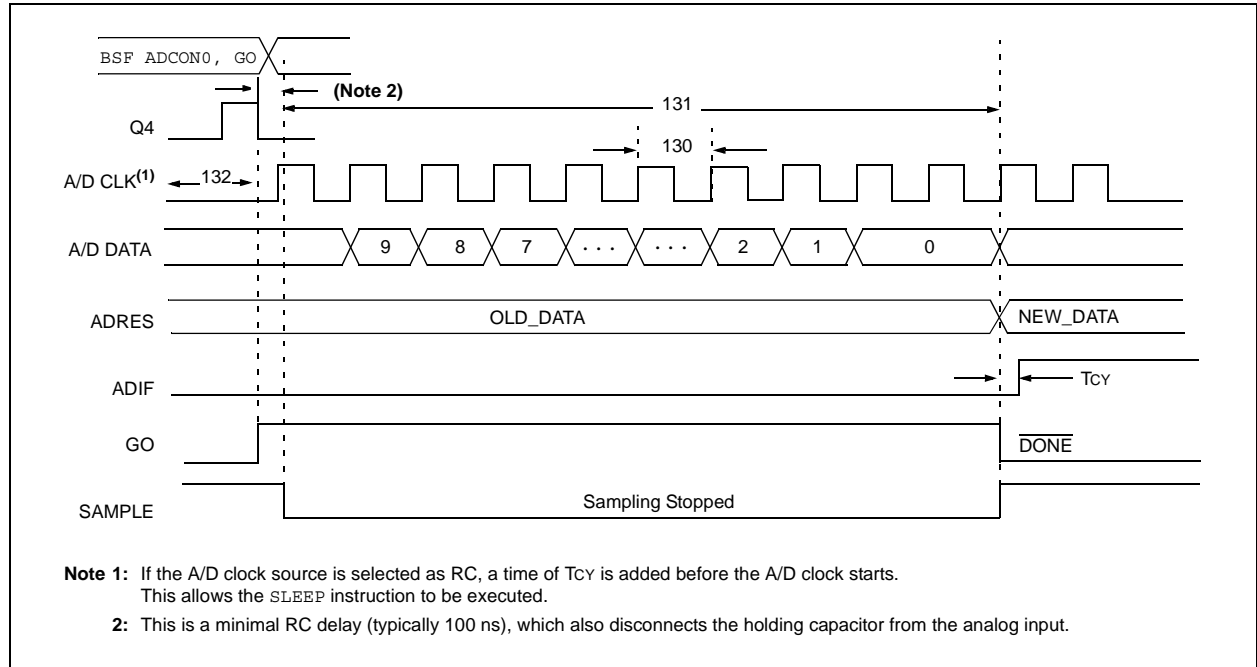 BSF ADCON0, GO
(Note 2)
131
Q4
130
A/D CLK(1)
132
A/D DATA
9 8 7 · · · · · · 2 1 0
ADRES
OLD_DATA
NEW_DATA
ADIF
TCY
GO
DONE
SAMPLE
Sampling Stopped
Note 1: If the A/D clock source is selected as RC, a time of TCY is added before the A/D clock starts.
This allows the SLEEP instruction to be executed.
2: This is a minimal RC delay (typically 100 ns), which also disconnects the holding capacitor from the analog input.